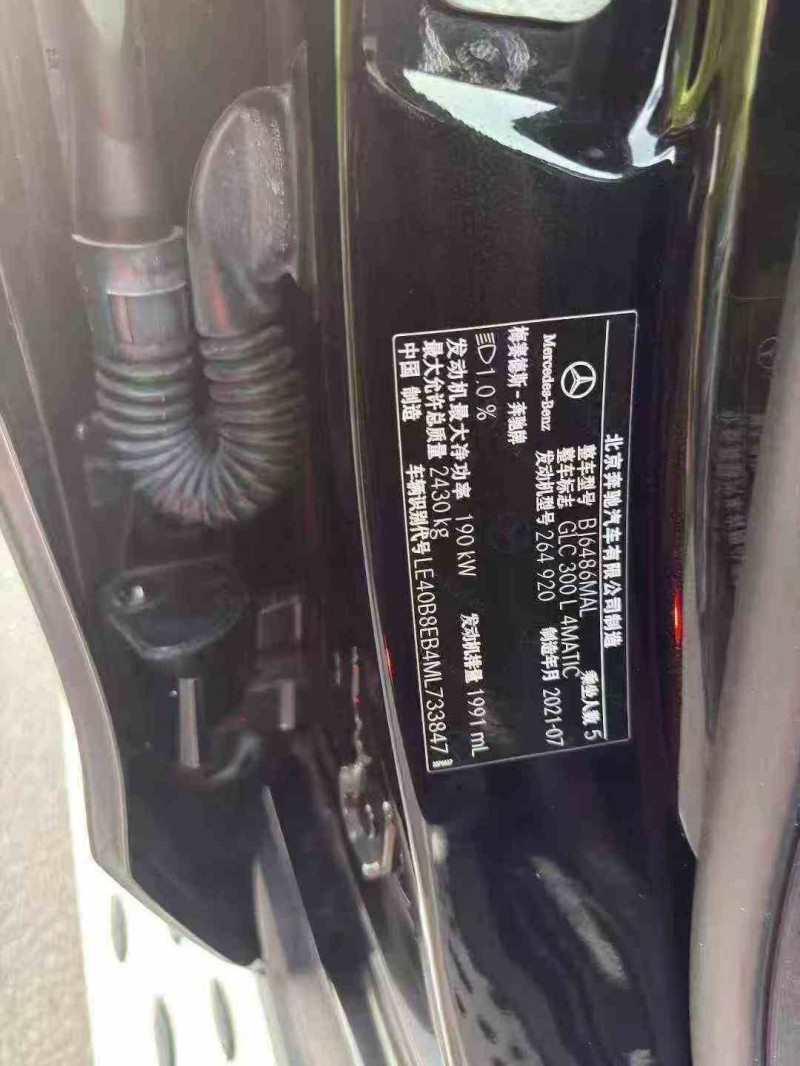 北京奔驰汽车有限公司制造
整车型号 BJ6486MAL 乘坐人数 5
整车标志 GLC 300 L 4MATIC
Mercedes-Benz 发动机型号 264 920 制造年月 2021-07
梅赛德斯-奔驰牌
1.0 %
发动机最大净功率 190 kW 发动机排量 1991 mL
最大允许总质量 2430 kg
中国 制造 车辆识别代号 LE40B8EB4ML733847